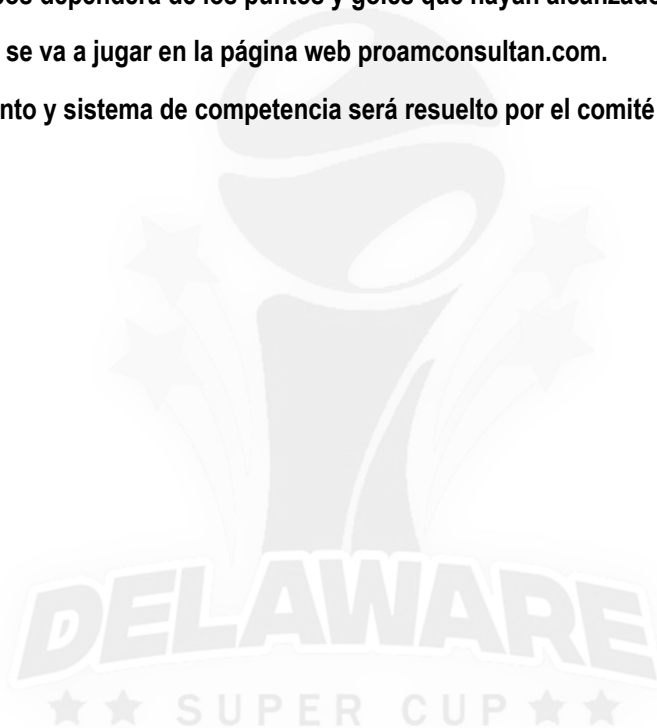 dependerá de los puntos y goles que hayan alcanzado
se va a jugar en la página web proamconsultan.com.
nto y sistema de competencia será resuelto por el comité
DELAWARE
★ ★ SUPER CUP ★ ★